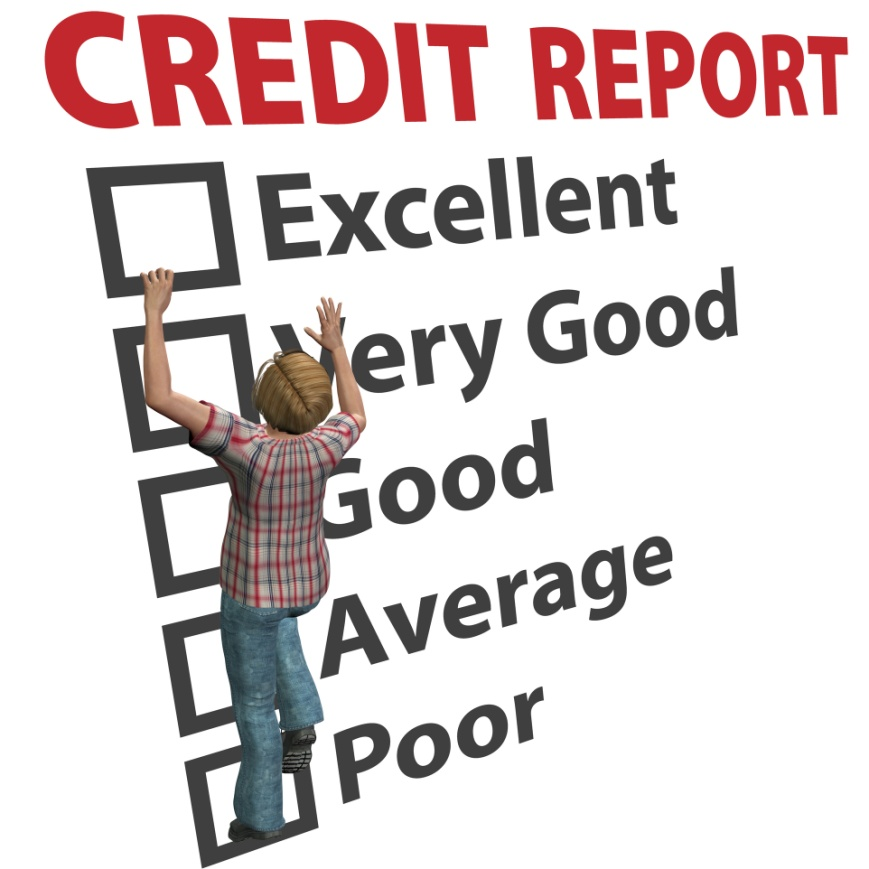 CREDIT REPORT
Excellent
Very Good
Good
Average
Poor